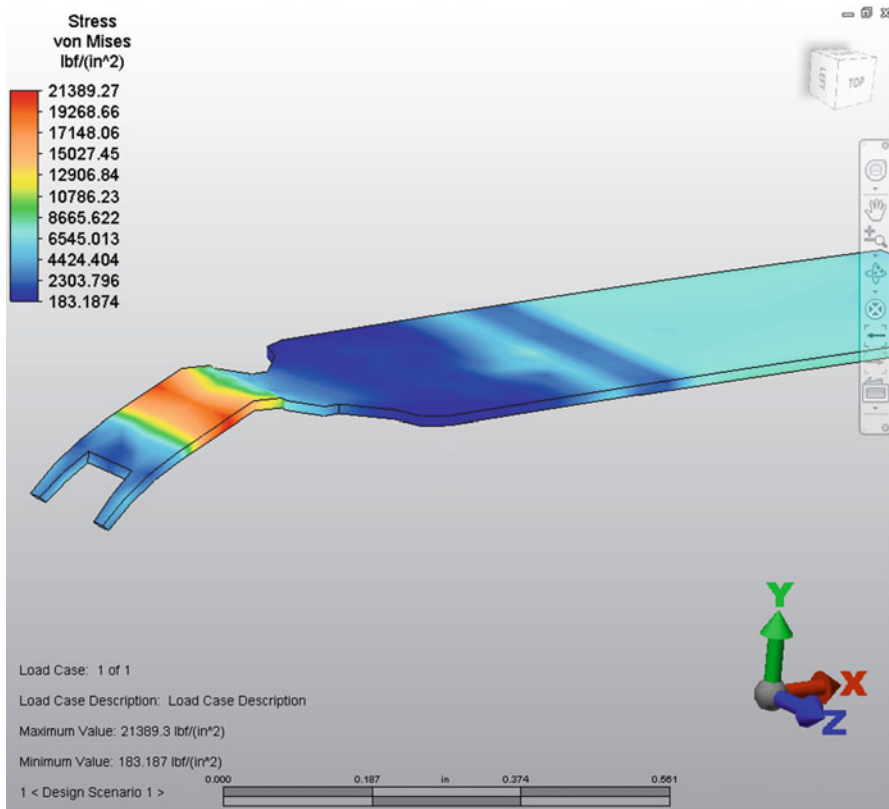 Stress
von Mises
lbf/(in^2)
21389.27
19268.66
17148.06
15027.45
12906.84
10786.23
8665.622
6545.013
4424.404
2303.796
183.1874
LEFT
TOP
Y
X
Z
Load Case: 1 of 1
Load Case Description: Load Case Description
Maximum Value: 21389.3 lbf/(in^2)
Minimum Value: 183.187 lbf/(in^2)
0.000 0.187 in 0.374 0.561
1 < Design Scenario 1 >